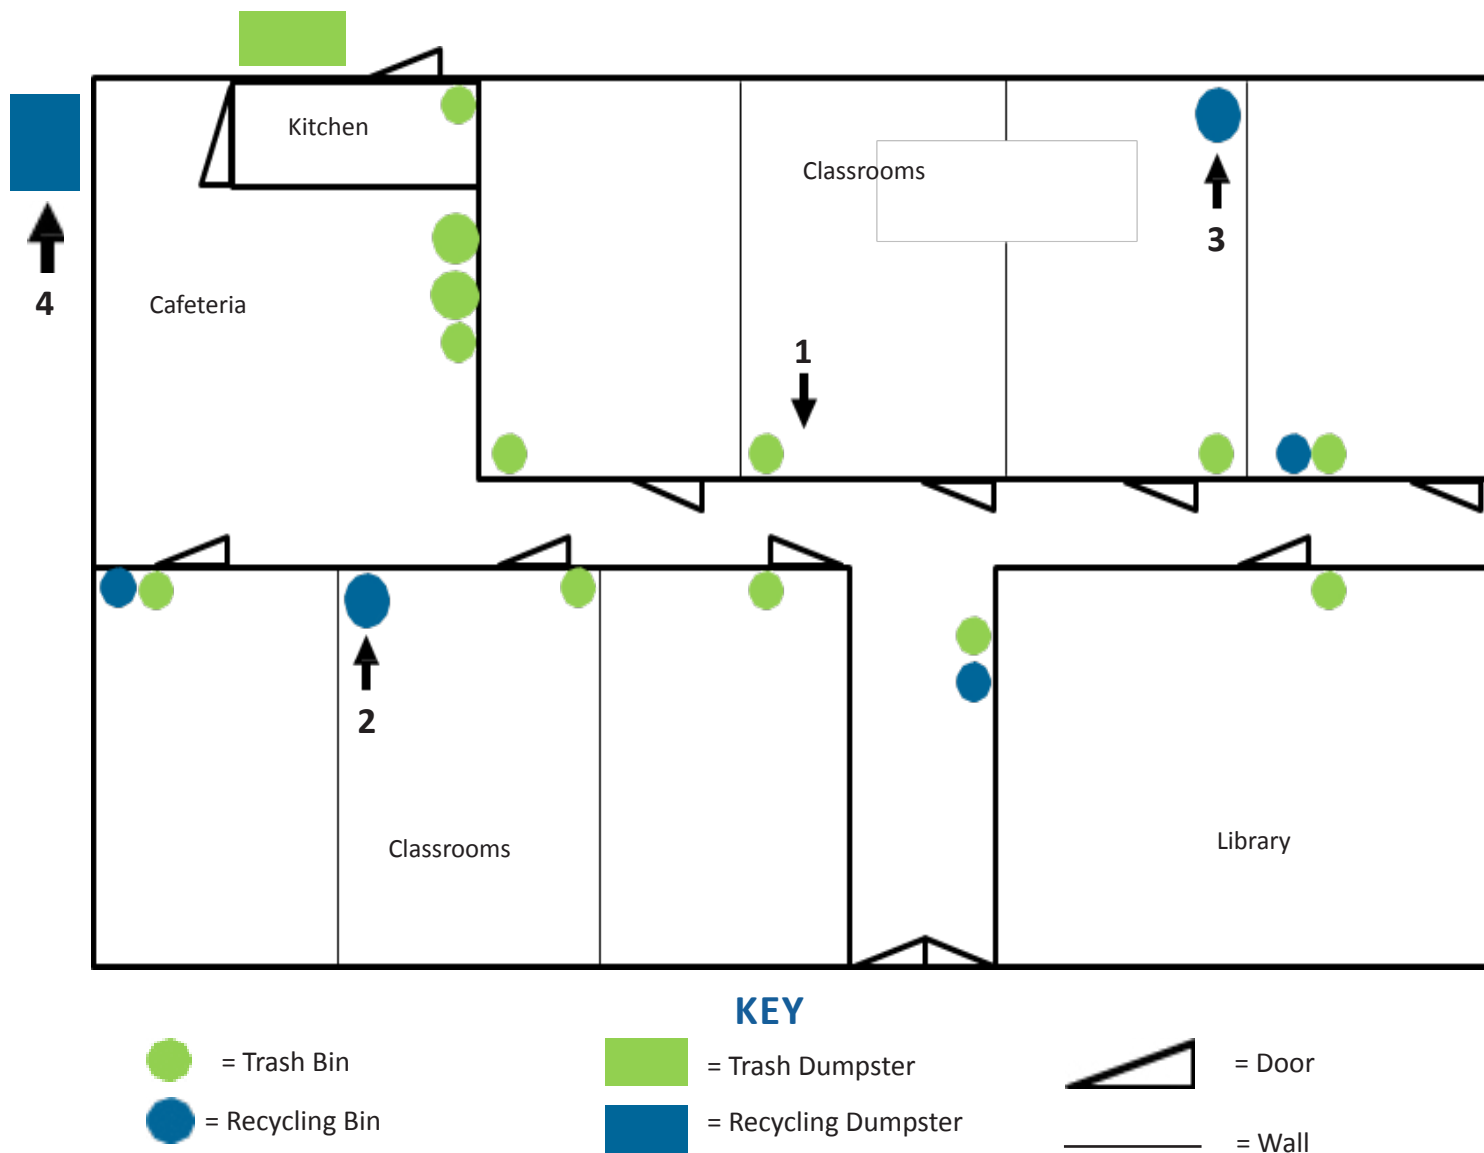 Kitchen
Classrooms
3
4
Cafeteria
1
2
Classrooms
Library
KEY
= Trash Bin
= Trash Dumpster
= Door
= Recycling Bin
= Recycling Dumpster
= Wall